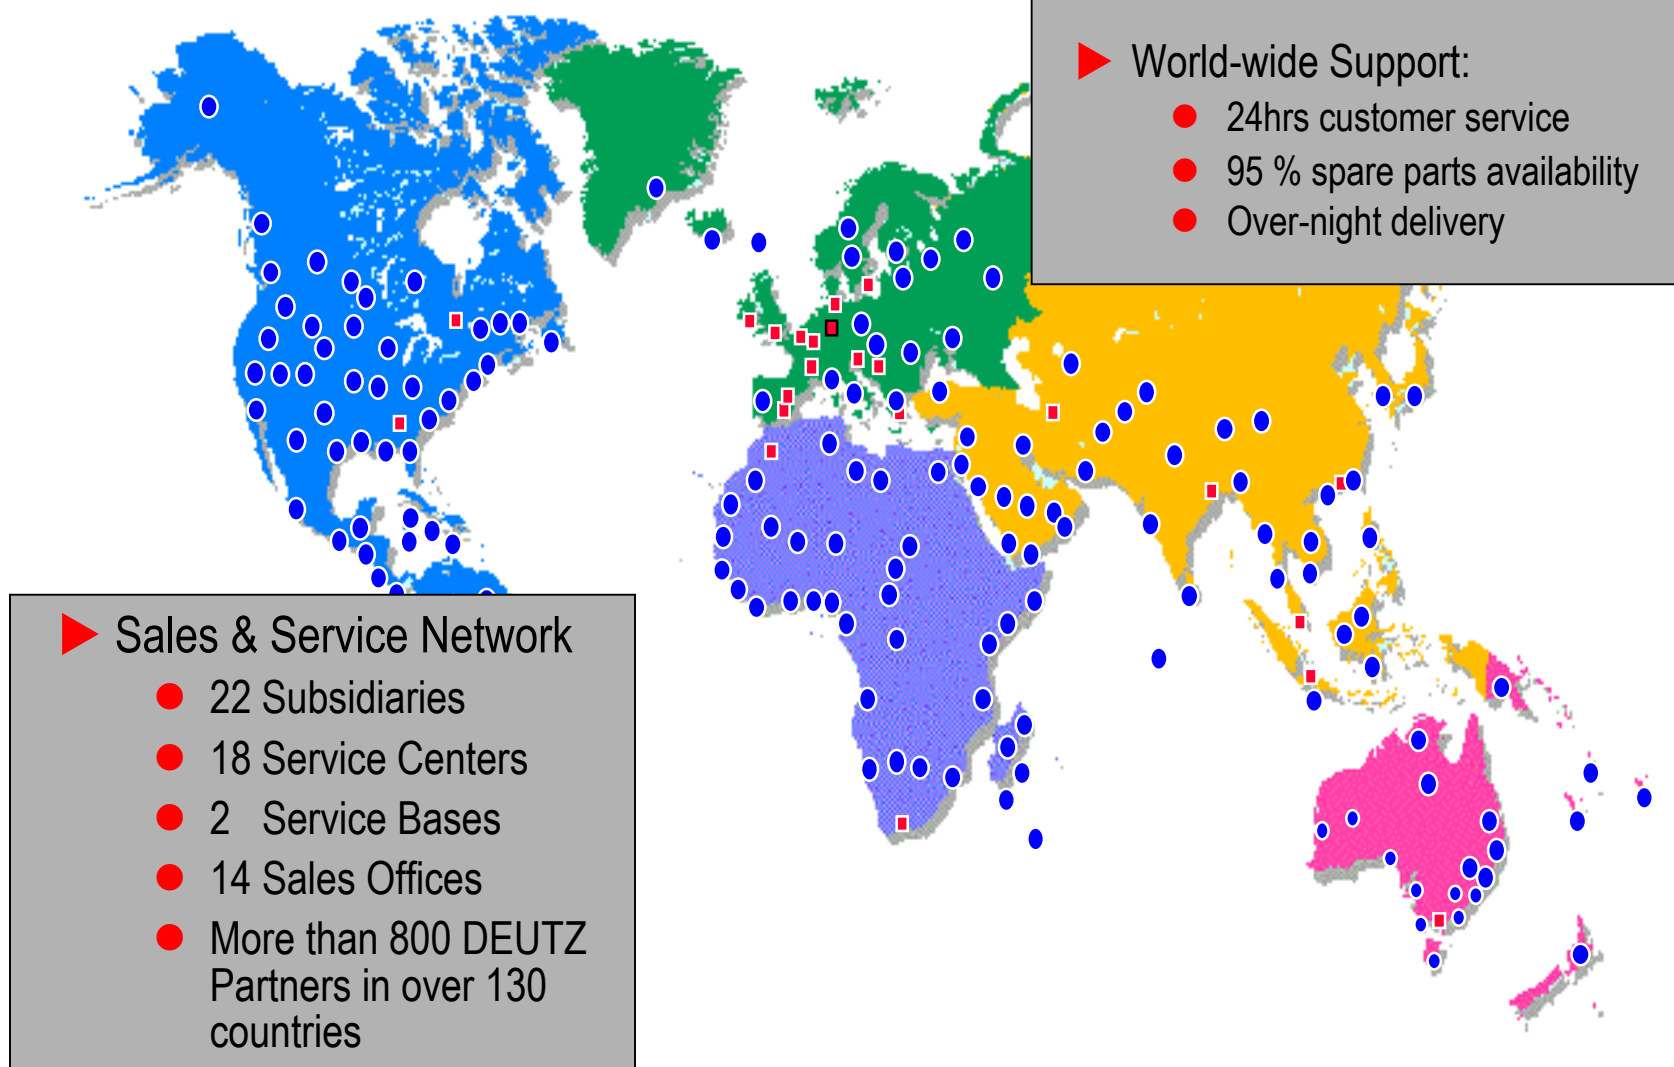 World-wide Support:
24hrs customer service
95 % spare parts availability
Over-night delivery
Sales & Service Network
22 Subsidiaries
18 Service Centers
2 Service Bases
14 Sales Offices
More than 800 DEUTZ
Partners in over 130
countries